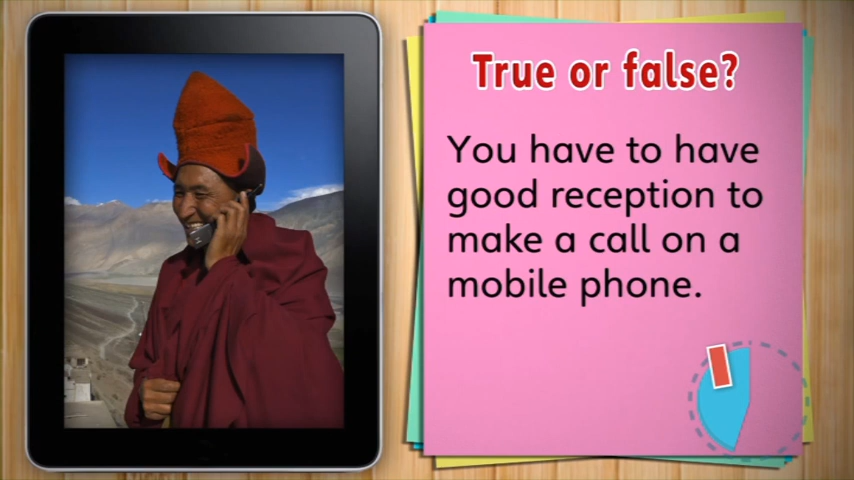 True or false?
You have to have
good reception to
make a call on a
mobile phone.